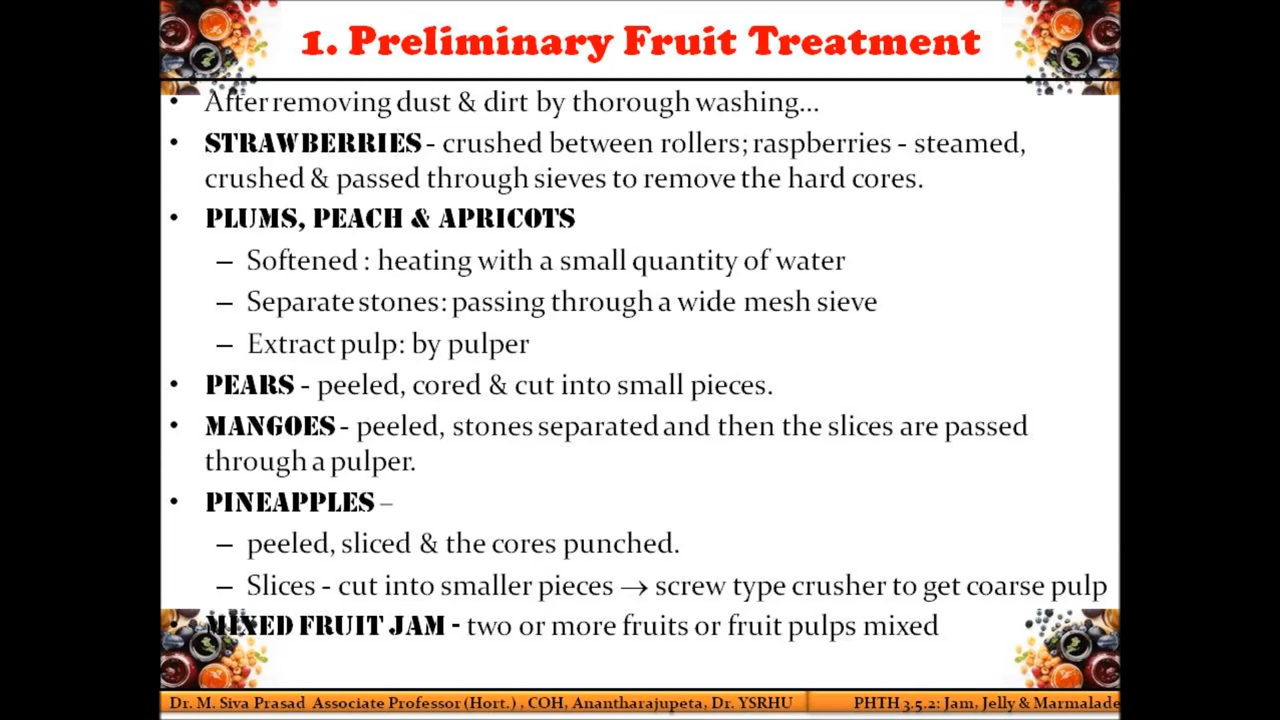 1. Preliminary Fruit Treatment
• After removing dust & dirt by thorough washing...
• STRAWBERRIES - crushed between rollers; raspberries - steamed,
crushed & passed through sieves to remove the hard cores.
• PLUMS, PEACH & APRICOTS
– Softened : heating with a small quantity of water
– Separate stones: passing through a wide mesh sieve
– Extract pulp: by pulper
• PEARS - peeled, cored & cut into small pieces.
• MANGOES - peeled, stones separated and then the slices are passed
through a pulper.
• PINEAPPLES –
– peeled, sliced & the cores punched.
– Slices - cut into smaller pieces → screw type crusher to get coarse pulp
• MIXED FRUIT JAM - two or more fruits or fruit pulps mixed
Dr. M. Siva Prasad Associate Professor (Hort.) , COH, Anantharajupeta, Dr. YSRHU PHTH 3.5.2: Jam, Jelly & Marmalade